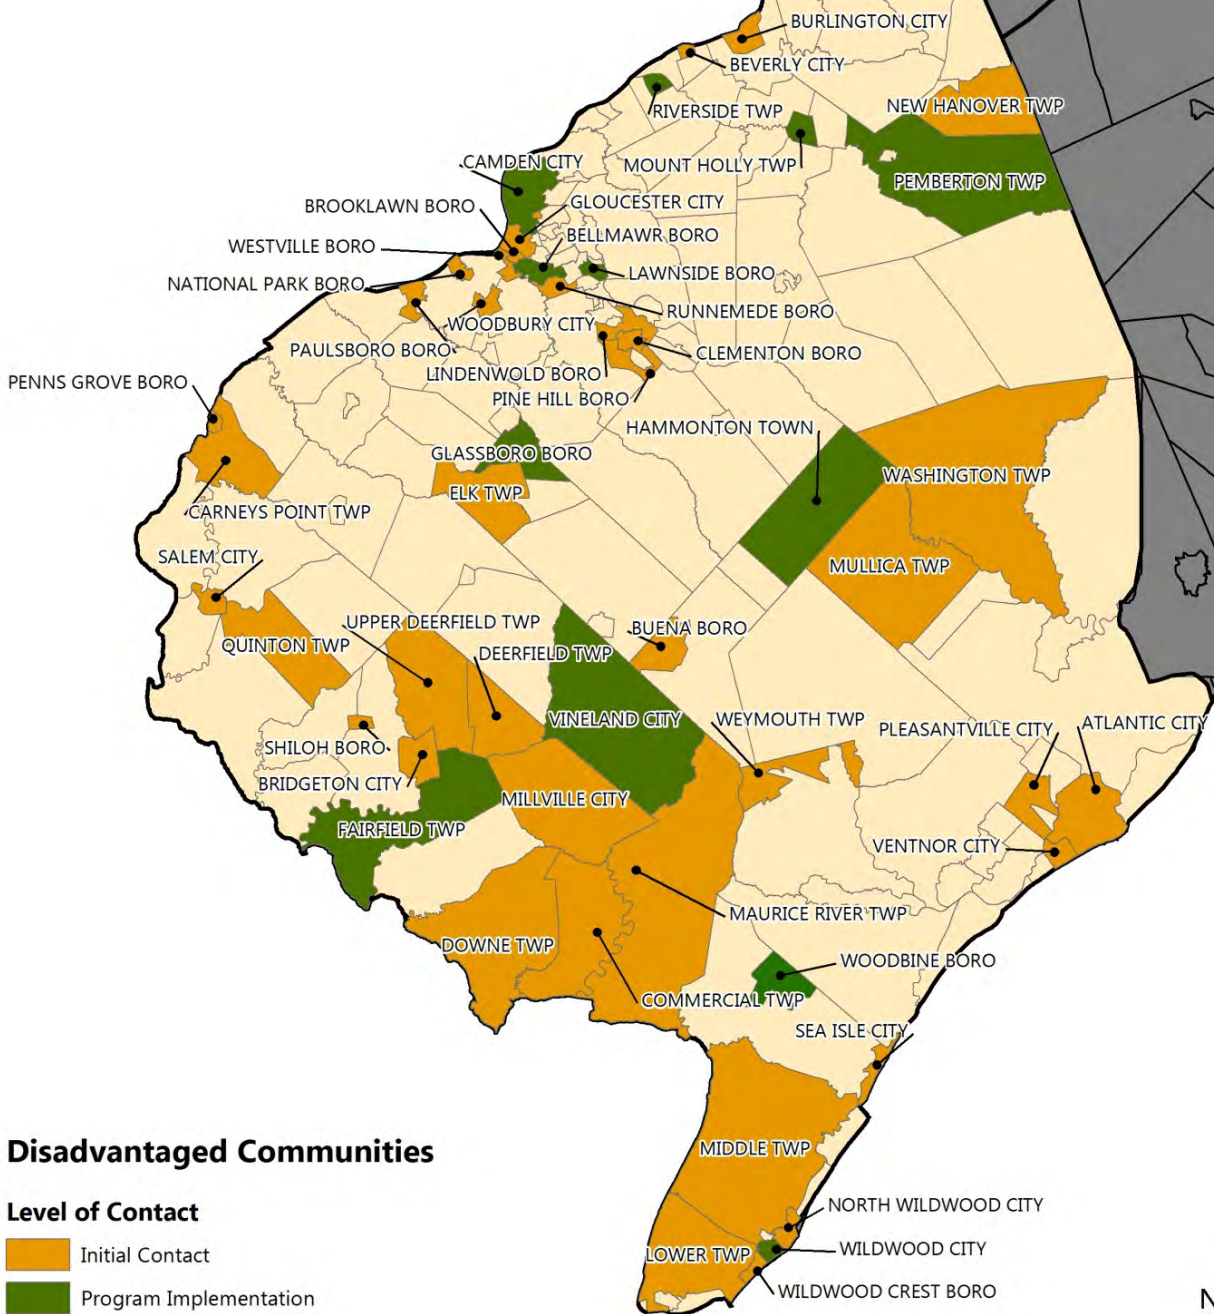 BURLINGTON CITY
BEVERLY CITY
NEW HANOVER TWP
RIVERSIDE TWP
CAMDEN CITY
MOUNT HOLLY TWP
PEMBERTON TWP
BROOKLAWN BORO
GLOUCESTER CITY
WESTVILLE BORO
BELLMAWR BORO
NATIONAL PARK BORO
LAWNSIDE BORO
RUNNEMEDE BORO
WOODBURY CITY
PAULSBORO BORO
CLEMENTON BORO
LINDENWOLD BORO
PENNS GROVE BORO
PINE HILL BORO
HAMMONTON TOWN
GLASSBORO BORO
WASHINGTON TWP
ELK TWP
CARNEYS POINT TWP
SALEM CITY
MULLICA TWP
UPPER DEERFIELD TWP
BUENA BORO
QUINTON TWP
DEERFIELD TWP
VINELAND CITY
WEYMOUTH TWP
PLEASANTVILLE CITY
ATLANTIC CITY
SHILOH BORO
BRIDGETON CITY
MILLVILLE CITY
FAIRFIELD TWP
VENTNOR CITY
MAURICE RIVER TWP
DOWNE TWP
WOODBINE BORO
COMMERCIAL TWP
SEA ISLE CITY
MIDDLE TWP
NORTH WILDWOOD CITY
LOWER TWP
WILDWOOD CITY
WILDWOOD CREST BORO
Disadvantaged Communities
Level of Contact
Initial Contact
Program Implementation